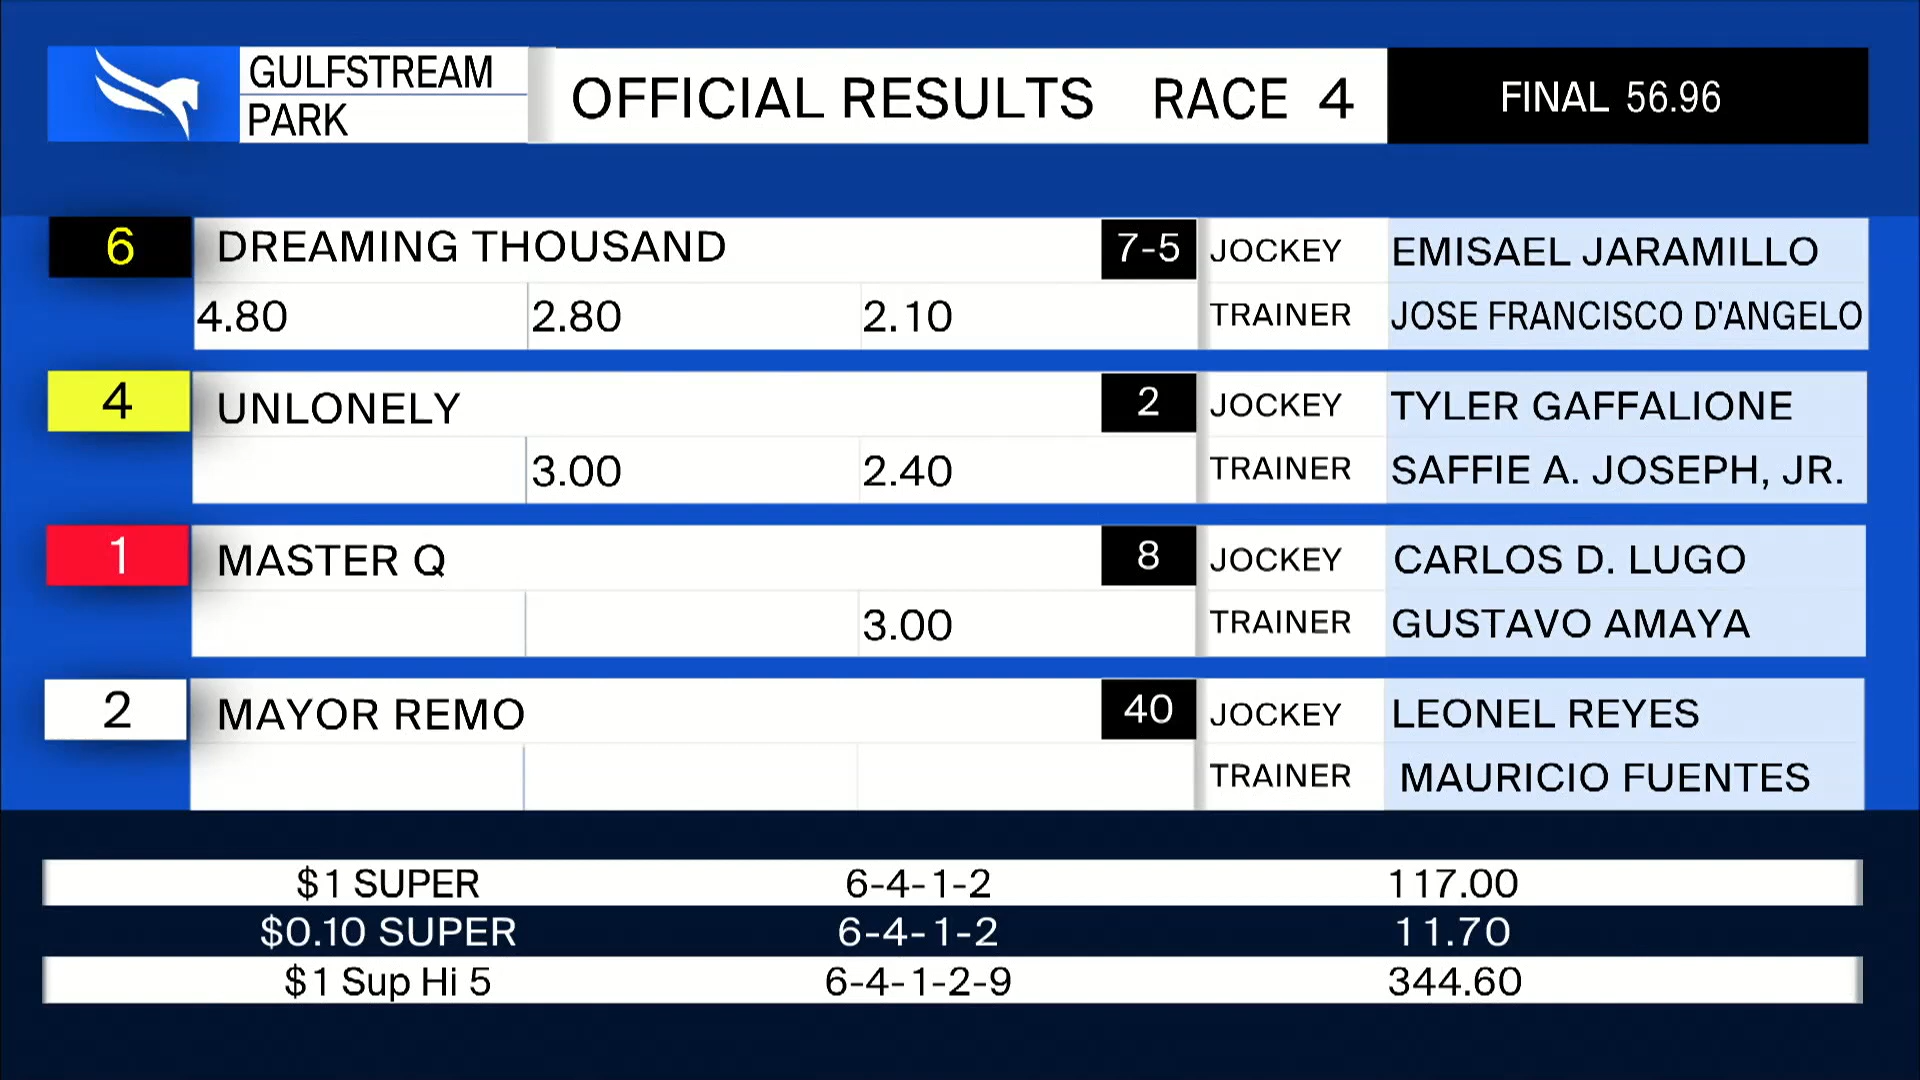 GULFSTREAM
PARK
OFFICIAL RESULTS RACE 4
FINAL 56.96
6 DREAMING THOUSAND 7-5 JOCKEY EMISAEL JARAMILLO
4.80 2.80 2.10 TRAINER JOSE FRANCISCO D'ANGELO
4 UNLONELY 2 JOCKEY TYLER GAFFALIONE
3.00 2.40 TRAINER SAFFIE A. JOSEPH, JR.
1 MASTER Q 8 JOCKEY CARLOS D. LUGO
3.00 TRAINER GUSTAVO AMAYA
2 MAYOR REMO 40 JOCKEY LEONEL REYES
TRAINER MAURICIO FUENTES
$1 SUPER 6-4-1-2 117.00
$0.10 SUPER 6-4-1-2 11.70
$1 Sup Hi 5 6-4-1-2-9 344.60